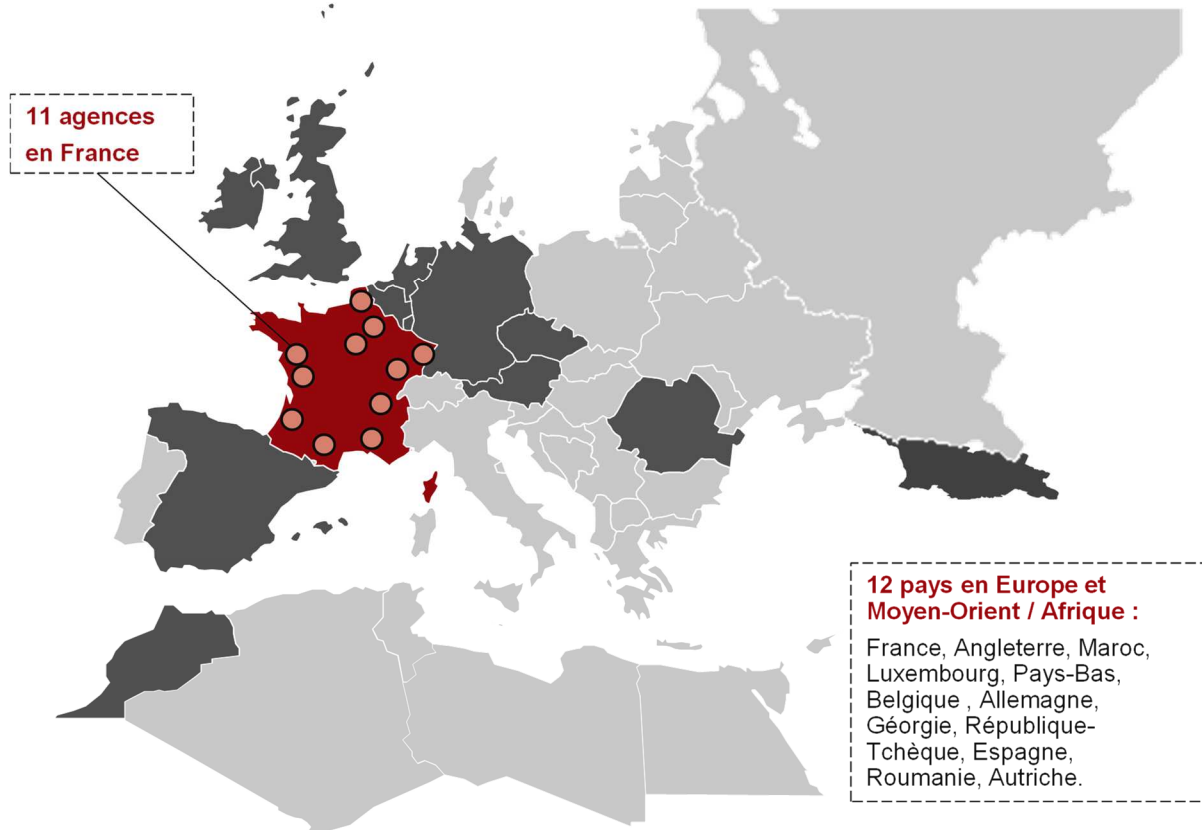 11 agences
en France
12 pays en Europe et
Moyen-Orient / Afrique :
France, Angleterre, Maroc,
Luxembourg, Pays-Bas,
Belgique , Allemagne,
Géorgie, République-
Tchèque, Espagne,
Roumanie, Autriche.